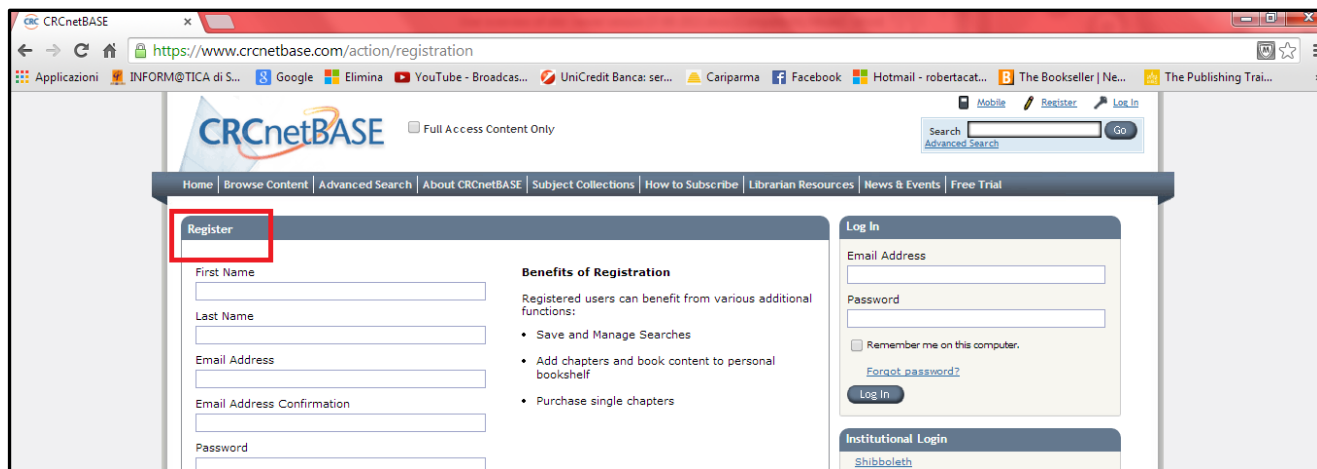 CRC CRCnetBASE
https://www.crcnetbase.com/action/registration
Applicazioni INFORM@TICA di S... Google Elimina YouTube - Broadcas... UniCredit Banca: ser... Cariparma Facebook Hotmail - robertacat... The Bookseller | Ne... The Publishing Trai...
Mobile Register Log In
CRCnetBASE Full Access Content Only
Search Go
Advanced Search
Home | Browse Content | Advanced Search | About CRCnetBASE | Subject Collections | How to Subscribe | Librarian Resources | News & Events | Free Trial
Register
First Name
Last Name
Email Address
Email Address Confirmation
Password
Benefits of Registration
Registered users can benefit from various additional
functions:
• Save and Manage Searches
• Add chapters and book content to personal
bookshelf
• Purchase single chapters
Log In
Email Address
Password
Remember me on this computer.
Forgot password?
Log In
Institutional Login
Shibboleth